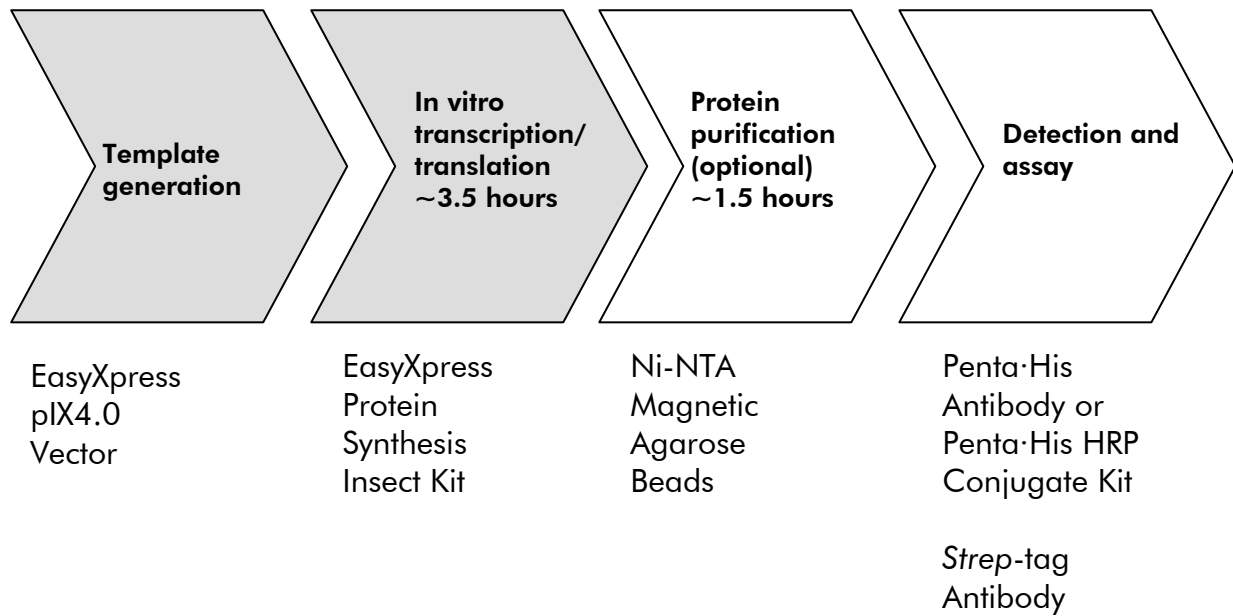 Template
generation
In vitro
transcription/
translation
~3.5 hours
Protein
purification
(optional)
~1.5 hours
Detection and
assay
EasyXpress
pIX4.0
Vector
EasyXpress
Protein
Synthesis
Insect Kit
Ni-NTA
Magnetic
Agarose
Beads
Penta·His
Antibody or
Penta·His HRP
Conjugate Kit
Strep-tag
Antibody